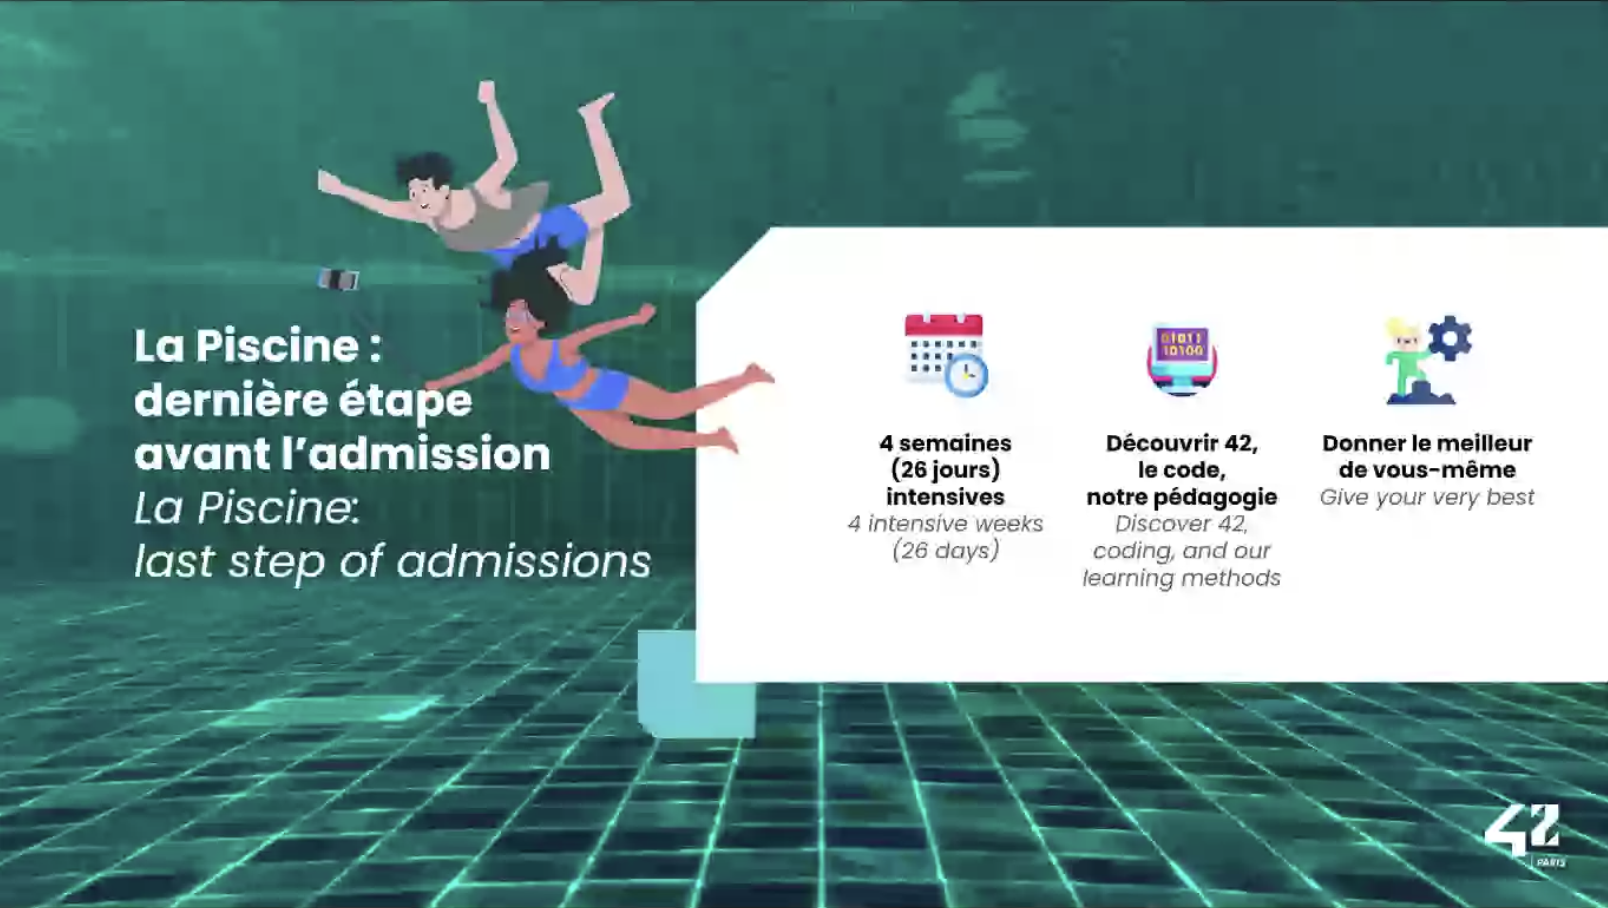 La Piscine :
dernière étape
avant l’admission
La Piscine:
last step of admissions
4 semaines
(26 jours)
intensives
4 intensive weeks
(26 days)
01011
10100
Découvrir 42,
le code,
notre pédagogie
Discover 42,
coding, and our
learning methods
Donner le meilleur
de vous-même
Give your very best
42
PARIS